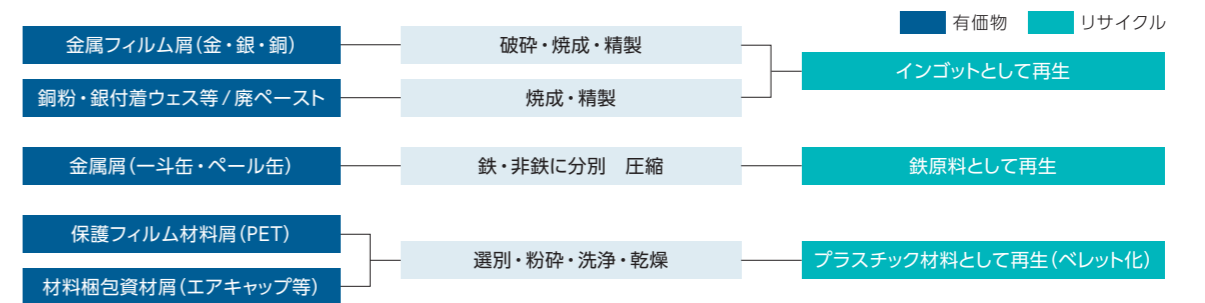 有価物 リサイクル
金属フィルム屑(金・銀・銅) 破砕・焼成・精製
インゴットとして再生
銅粉・銀付着ウェス等/廃ペースト 焼成・精製
金属屑(一斗缶・ペール缶) 鉄・非鉄に分別 圧縮 鉄原料として再生
保護フィルム材料屑(PET)
選別・粉砕・洗浄・乾燥 プラスチック材料として再生(ペレット化)
材料梱包資材屑(エアキャップ等)